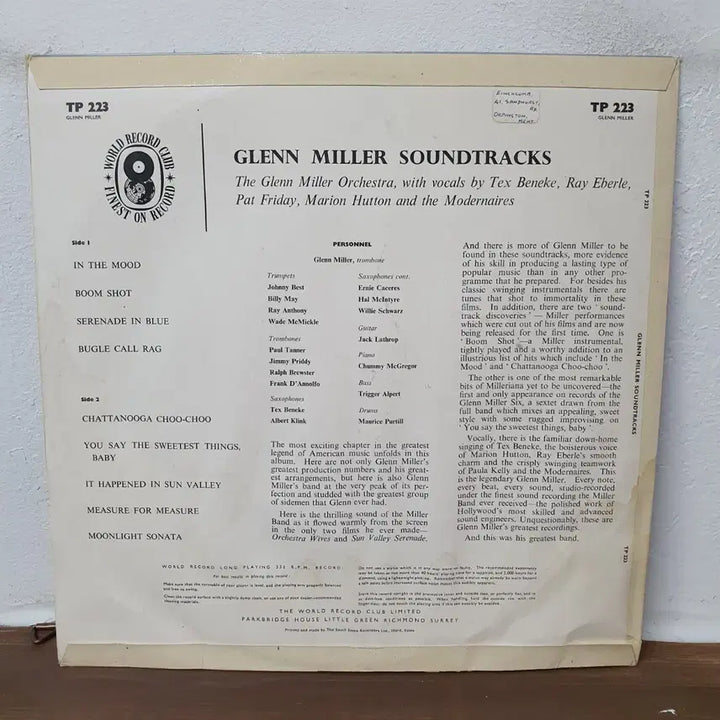 TP 223
GLENN MILLER
41 SANDHURST,
RD
ORPINGTON,
KENT.
TP 223
GLENN MILLER
WORLD RECORD CLUB
FINEST ON RECORD
GLENN MILLER SOUNDTRACKS
The Glenn Miller Orchestra, with vocals by Tex Beneke, Ray Eberle,
Pat Friday, Marion Hutton and the Modernaires
Side 1
IN THE MOOD
BOOM SHOT
SERENADE IN BLUE
BUGLE CALL RAG
Side 2
CHATTANOOGA CHOO-CHOO
YOU SAY THE SWEETEST THINGS,
BABY
IT HAPPENED IN SUN VALLEY
MEASURE FOR MEASURE
MOONLIGHT SONATA
PERSONNEL
Glenn Miller, trombone
Trumpets
Johnny Best
Billy May
Ray Anthony
Wade McMickle
Trombones
Paul Tanner
Jimmy Priddy
Ralph Brewster
Frank D'Annolfo
Saxophones
Tex Beneke
Albert Klink
Saxophones cont.
Ernie Caceres
Hal McIntyre
Willie Schwarz
Guitar
Jack Lathrop
Piano
Chummy McGregor
Bass
Trigger Alpert
Drums
Maurice Purtill
The most exciting chapter in the greatest
legend of American music unfolds in this
album. Here are not only Glenn Miller's
greatest production numbers and his great-
est arrangements, but here is also Glenn
Miller's band at the very peak of its per-
fection and studded with the greatest group
of sidemen that Glenn ever had.
Here is the thrilling sound of the Miller
Band as it flowed warmly from the screen
in the only two films he ever made—
Orchestra Wives and Sun Valley Serenade.
And there is more of Glenn Miller to be
found in these soundtracks, more evidence
of his skill in producing a lasting type of
popular music than in any other pro-
gramme that he prepared. For besides his
classic swinging instrumentals there are
tunes that shot to immortality in these
films. In addition, there are two 'sound-
track discoveries'—Miller performances
which were cut out of his films and are now
being released for the first time. One is
'Boom Shot'—a Miller instrumental,
tightly played and a worthy addition to an
illustrious list of hits which include 'In the
Mood' and 'Chattanooga Choo-choo'.
The other is one of the most remarkable
bits of Milleriana yet to be uncovered—the
first and only appearance on records of the
Glenn Miller Six, a sextet drawn from the
full band which mixes an appealing, sweet
style with some rugged improvising on
'You say the sweetest things, baby'.
Vocally, there is the familiar down-home
singing of Tex Beneke, the boisterous voice
of Marion Hutton, Ray Eberle's smooth
charm and the crisply swinging teamwork
of Paula Kelly and the Modernaires. This
is the legendary Glenn Miller. Every note,
every beat, every sound, studio-recorded
under the finest sound recording the Miller
Band ever received—the polished work of
Hollywood's most skilled and advanced
sound engineers. Unquestionably, these are
Glenn Miller's greatest recordings.
And this was his greatest band.
TP 223
GLENN MILLER SOUNDTRACKS
TP 223
WORLD RECORD LONG PLAYING 33⅓ R.P.M. RECORD
For best results in playing this record:
THE WORLD RECORD CLUB LIMITED
PARKBRIDGE HOUSE LITTLE GREEN RICHMOND SURREY